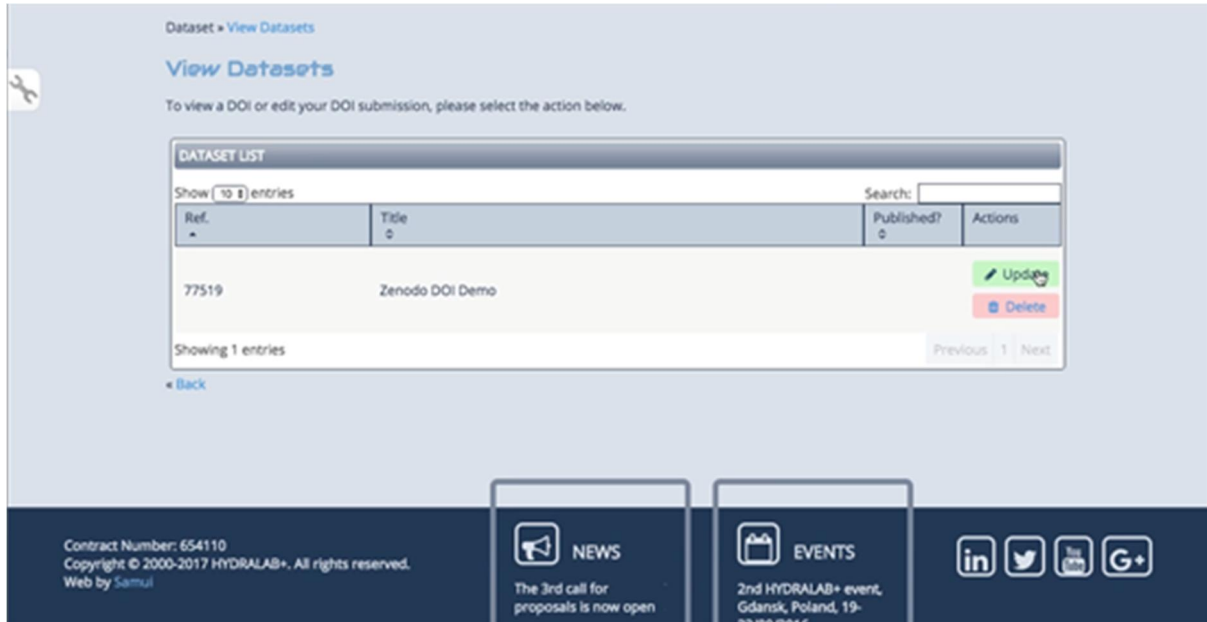 Dataset » View Datasets
View Datasets
To view a DOI or edit your DOI submission, please select the action below.
DATASET LIST
Show 10 entries Search:
Ref. Title Published? Actions
77519 Zenodo DOI Demo Update
Delete
Showing 1 entries Previous 1 Next
« Back
Contract Number: 654110
Copyright © 2000-2017 HYDRALAB+. All rights reserved.
Web by Samui
NEWS
The 3rd call for
proposals is now open
EVENTS
2nd HYDRALAB+ event,
Gdansk, Poland, 19-
in You Tube G+